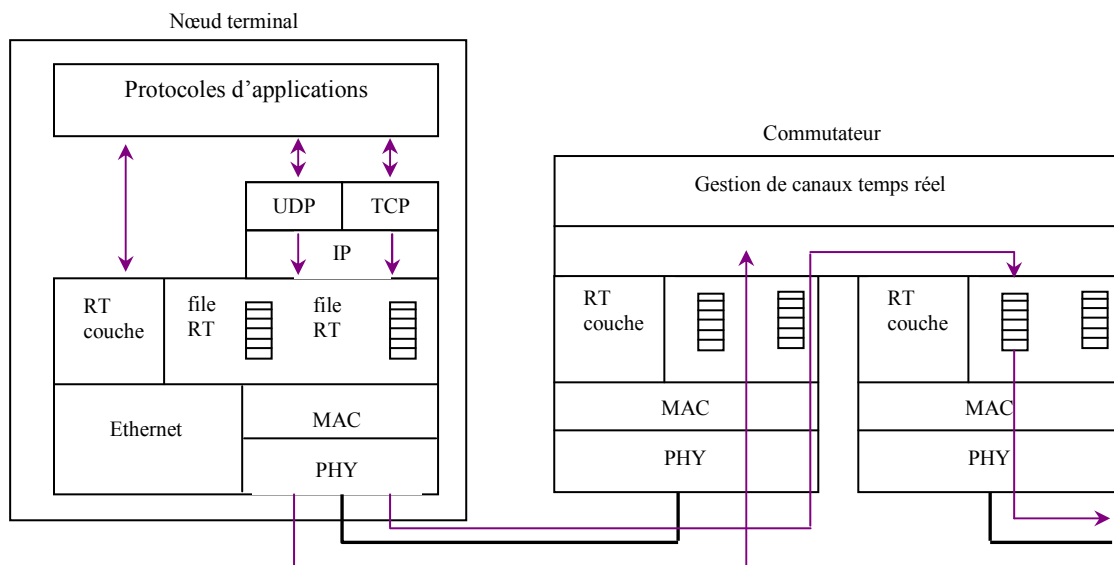 Nœud terminal
Protocoles d'applications
Commutateur
Gestion de canaux temps réel
UDP
TCP
IP
RT
couche
file
RT
file
RT
RT
couche
RT
couche
Ethernet
MAC
PHY
MAC
PHY
MAC
PHY